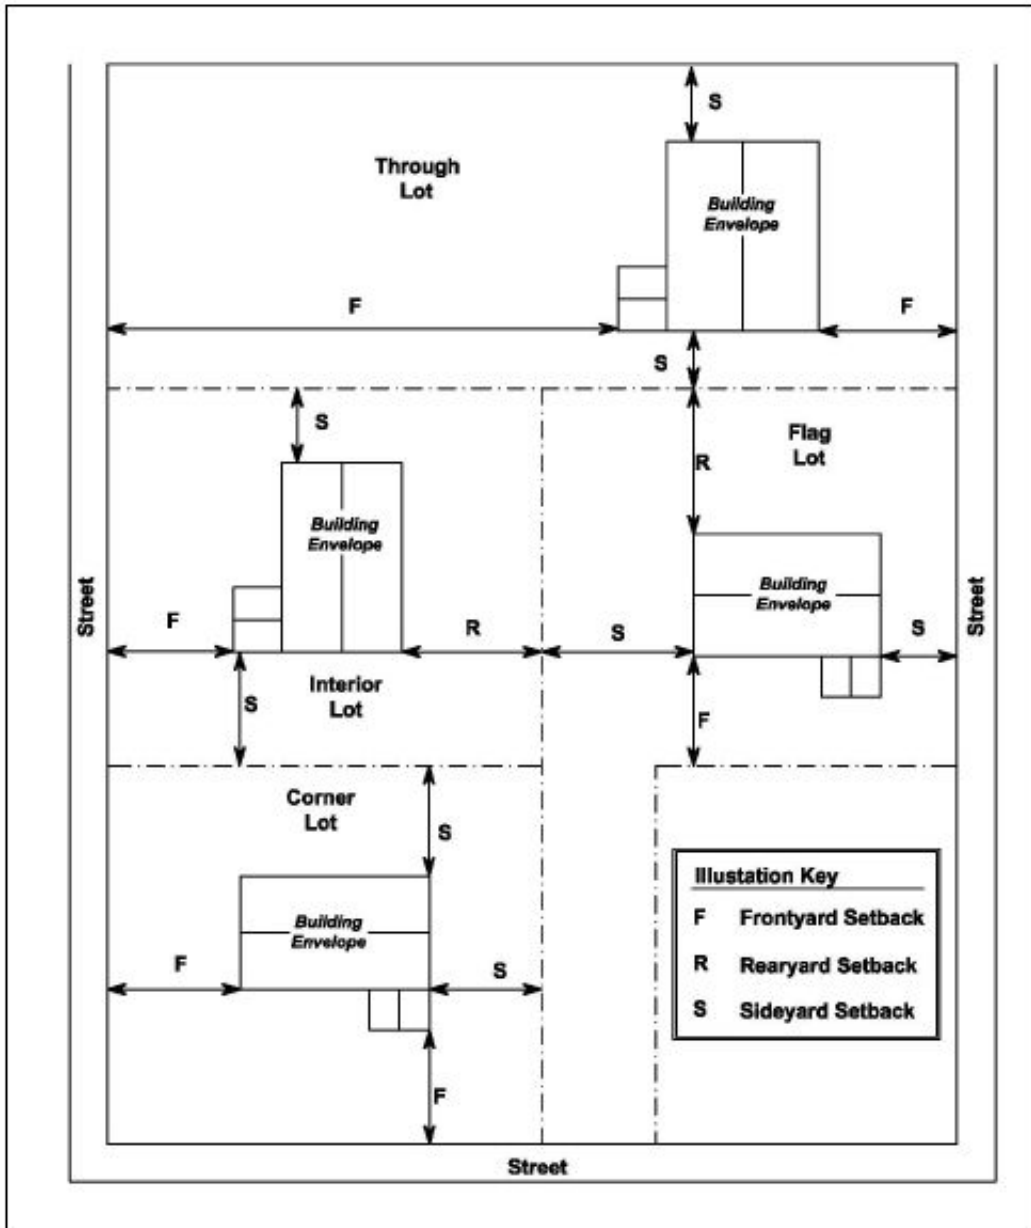 S
Through
Lot
Building
Envelope
F
F
S
S
Flag
Lot
R
Building
Envelope
Building
Envelope
Street
F
R
S
S
Street
Interior
Lot
S
F
Corner
Lot
S
Illustation Key
F Frontyard Setback
R Rearyard Setback
S Sideyard Setback
Building
Envelope
F
S
F
Street